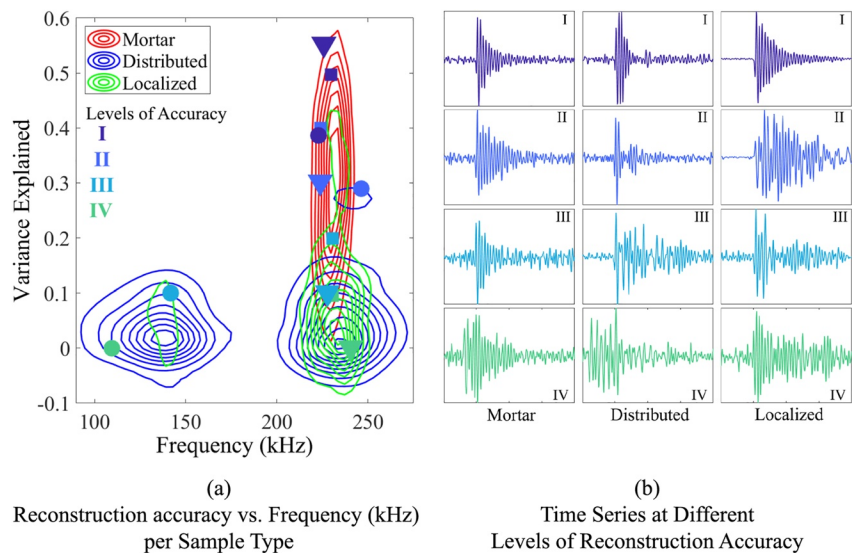 0.6
0.5
0.4
0.3
0.2
0.1
0
-0.1
Variance Explained
Mortar
Distributed
Localized
Levels of Accuracy
I
II
III
IV
100
150
200
250
Frequency (kHz)
(a)
Reconstruction accuracy vs. Frequency (kHz)
per Sample Type
I
I
I
II
II
II
III
III
III
IV
IV
IV
Mortar
Distributed
Localized
(b)
Time Series at Different
Levels of Reconstruction Accuracy